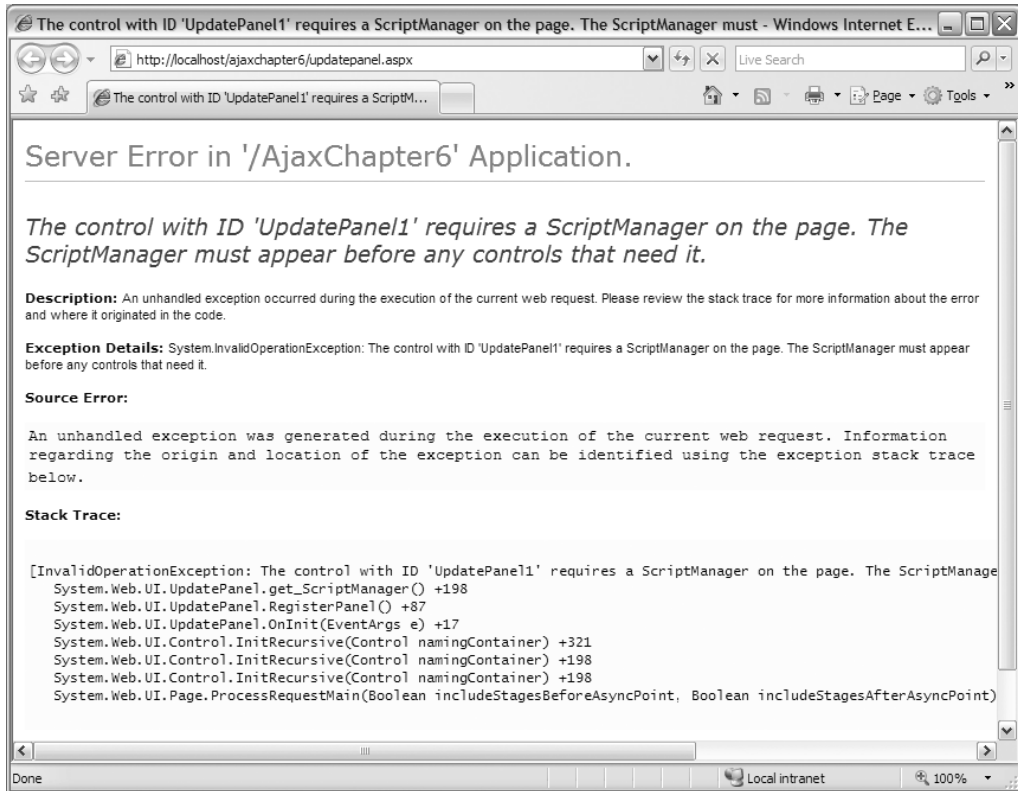 The control with ID 'UpdatePanel1' requires a ScriptManager on the page. The ScriptManager must - Windows Internet E...
http://localhost/ajaxchapter6/updatepanel.aspx
Live Search
The control with ID 'UpdatePanel1' requires a ScriptM...
Page
Tools
»
Server Error in '/AjaxChapter6' Application.
The control with ID 'UpdatePanel1' requires a ScriptManager on the page. The
ScriptManager must appear before any controls that need it.
Description: An unhandled exception occurred during the execution of the current web request. Please review the stack trace for more information about the error
and where it originated in the code.
Exception Details: System.InvalidOperationException: The control with ID 'UpdatePanel1' requires a ScriptManager on the page. The ScriptManager must appear
before any controls that need it.
Source Error:
An unhandled exception was generated during the execution of the current web request. Information
regarding the origin and location of the exception can be identified using the exception stack trace
below.
Stack Trace:
[InvalidOperationException: The control with ID 'UpdatePanel1' requires a ScriptManager on the page. The ScriptManage
System.Web.UI.UpdatePanel.get_ScriptManager() +198
System.Web.UI.UpdatePanel.RegisterPanel() +87
System.Web.UI.UpdatePanel.OnInit(EventArgs e) +17
System.Web.UI.Control.InitRecursive(Control namingContainer) +321
System.Web.UI.Control.InitRecursive(Control namingContainer) +198
System.Web.UI.Control.InitRecursive(Control namingContainer) +198
System.Web.UI.Page.ProcessRequestMain(Boolean includeStagesBeforeAsyncPoint, Boolean includeStagesAfterAsyncPoint)
Done
Local intranet
100%